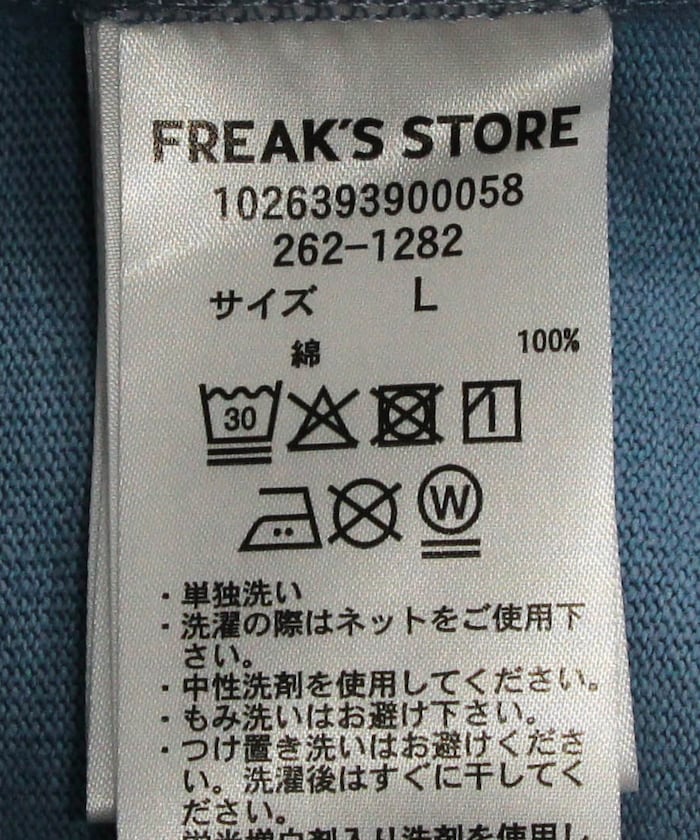 FREAK'S STORE
1026393900058
262-1282
サイズ L
綿 100%
30
W
・単独洗い
・洗濯の際はネットをご使用下
さい。
・中性洗剤を使用してください。
・もみ洗いはお避け下さい。
・つけ置き洗いはお避けくださ
い。洗濯後はすぐに干してく
ださい。